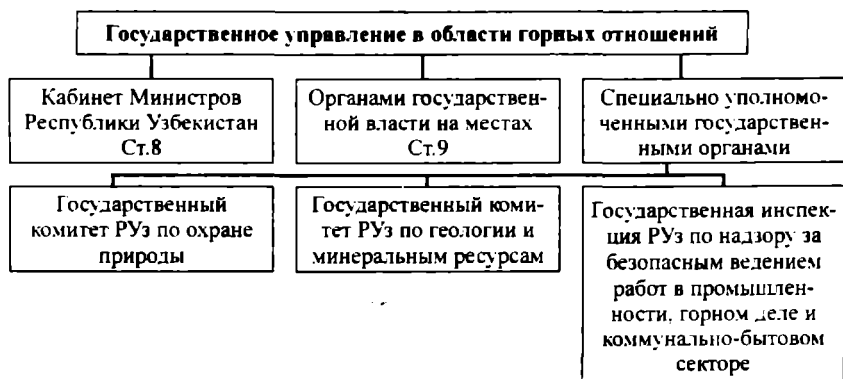 Государственное управление в области горных отношений
Кабинет Министров
Республики Узбекистан
Ст.8
Органами государствен-
ной власти на местах
Ст.9
Специально уполномо-
ченными государствен-
ными органами
Государственный
комитет РУз по охране
природы
Государственный коми-
тет РУз по геологии и
минеральным ресурсам
Государственная инспек-
ция РУз по надзору за
безопасным ведением
работ в промышлен-
ности, горном деле и
коммунально-бытовом
секторе